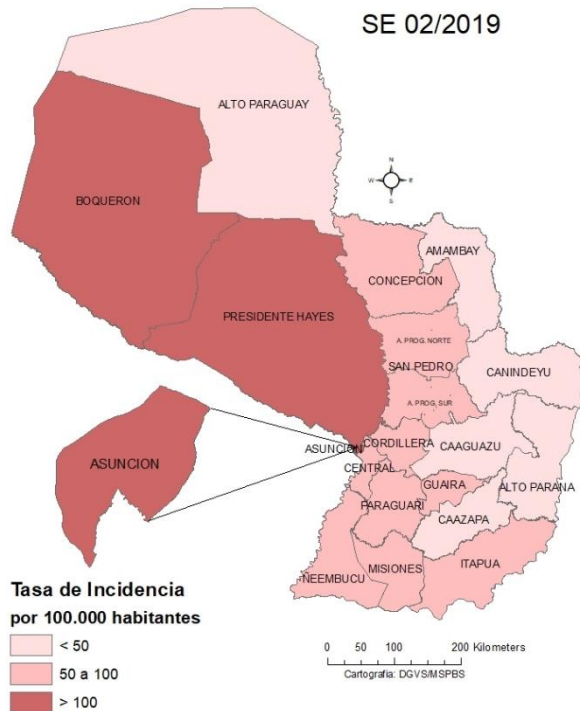 SE 02/2019
ALTO PARAGUAY
N
W E
S
BOQUERON
AMAMBAY
CONCEPCION
PRESIDENTE HAYES
A. PROG. NORTE
SAN PEDRO
CANINDEYU
A. PROG. SUR
ASUNCION
CORDILLERA
CAAGUAZU
ASUNCION
CENTRAL
GUAIRA
ALTO PARANA
PARAGUARI
CAAZAPA
ÑEEMBUCU
MISIONES
ITAPUA
Tasa de Incidencia
por 100.000 habitantes
< 50
50 a 100
> 100
0 50 100 200 Kilometers
Cartografia: DGVS/MSPBS